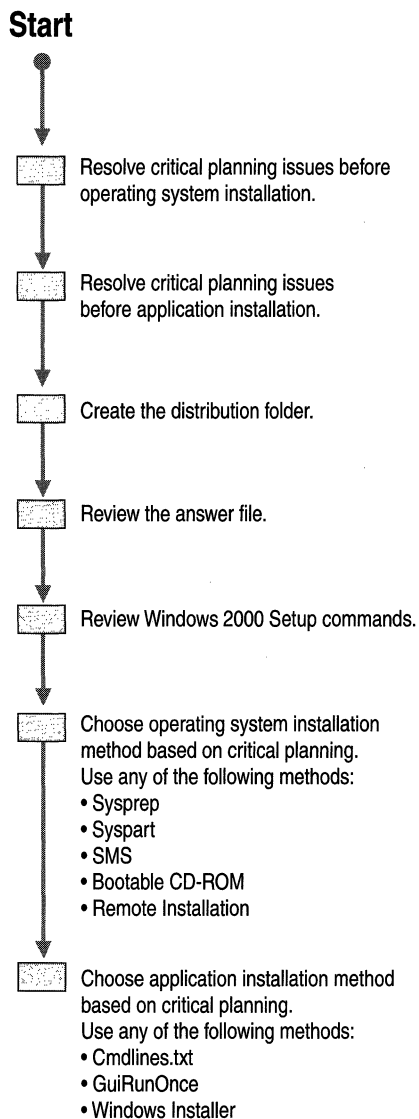 Start
Resolve critical planning issues before
operating system installation.
Resolve critical planning issues
before application installation.
Create the distribution folder.
Review the answer file.
Review Windows 2000 Setup commands.
Choose operating system installation
method based on critical planning.
Use any of the following methods:
• Sysprep
• Syspart
• SMS
• Bootable CD-ROM
• Remote Installation
Choose application installation method
based on critical planning.
Use any of the following methods:
• Cmdlines.txt
• GuiRunOnce
• Windows Installer